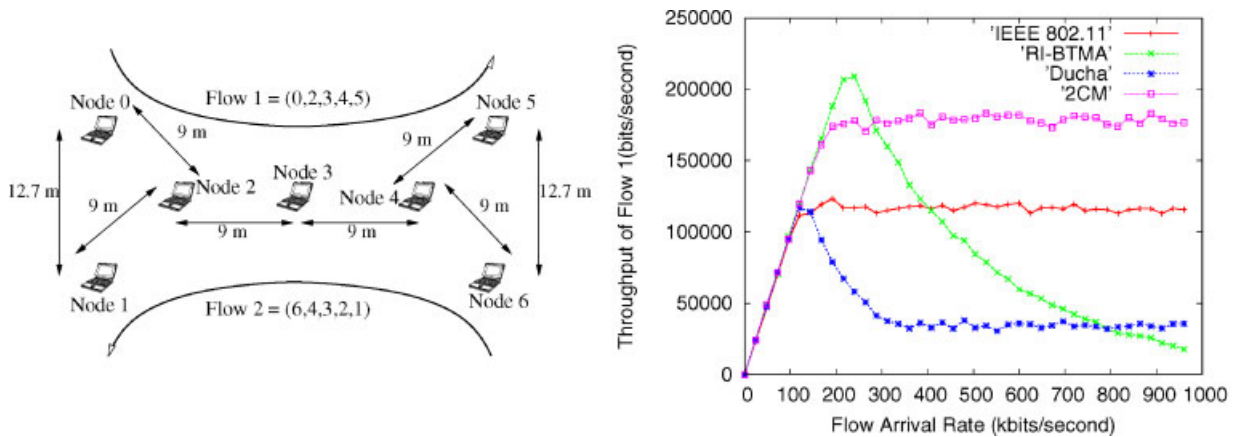 Node 0
Flow 1 = (0,2,3,4,5)
Node 5
9 m
9 m
12.7 m
9 m
Node 2
Node 3
Node 4
9 m
12.7 m
9 m
9 m
Node 1
Flow 2 = (6,4,3,2,1)
Node 6
Throughput of Flow 1(bits/second)
250000
200000
150000
100000
50000
0
'IEEE 802.11'
'RI-BTMA'
'Ducha'
'2CM'
0 100 200 300 400 500 600 700 800 900 1000
Flow Arrival Rate (kbits/second)